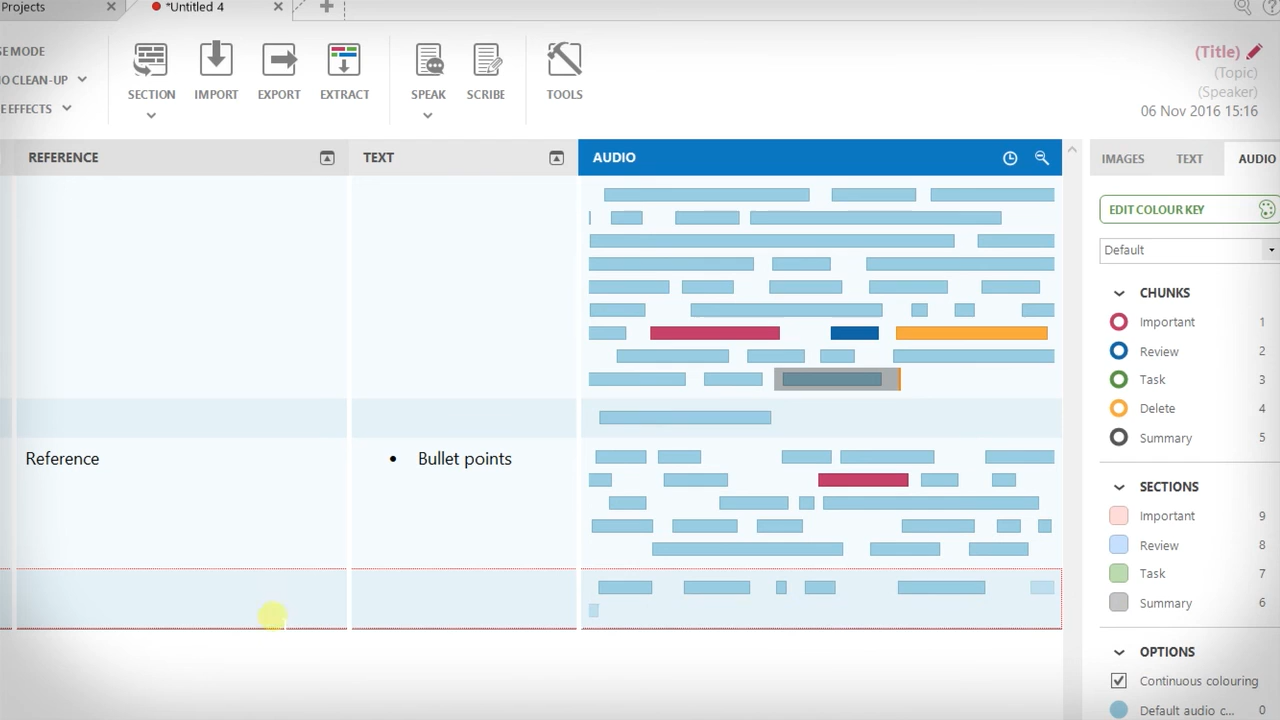 Projects
*Untitled 4
SE MODE
IO CLEAN-UP
E EFFECTS
SECTION
IMPORT
EXPORT
EXTRACT
SPEAK
SCRIBE
TOOLS
(Title)
(Topic)
(Speaker)
06 Nov 2016 15:16
REFERENCE
TEXT
AUDIO
IMAGES
TEXT
AUDIO
EDIT COLOUR KEY
Default
CHUNKS
Important 1
Review 2
Task 3
Delete 4
Summary 5
Reference
• Bullet points
SECTIONS
Important 9
Review 8
Task 7
Summary 6
OPTIONS
Continuous colouring
Default audio c... 0